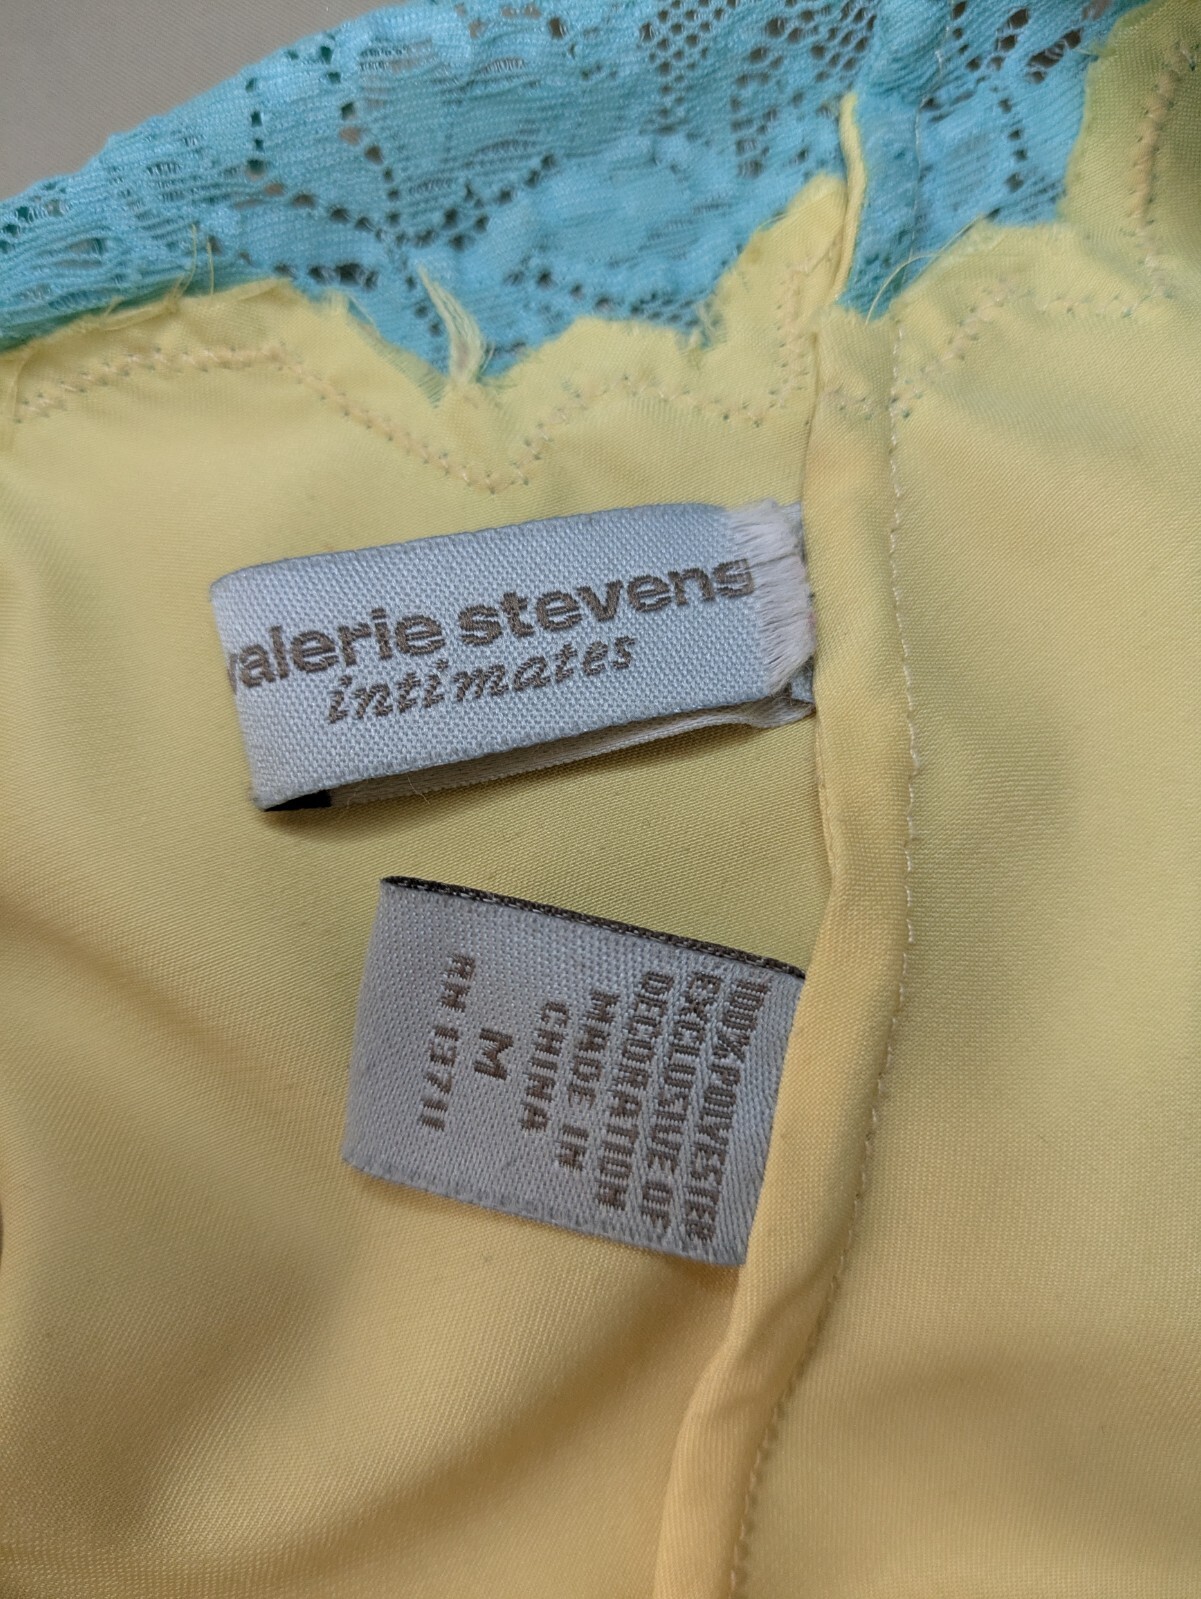 valerie stevens
intimates
100% POLYESTER
EXCLUSIVE OF
DECORATION
MADE IN
CHINA
M
RN 13711